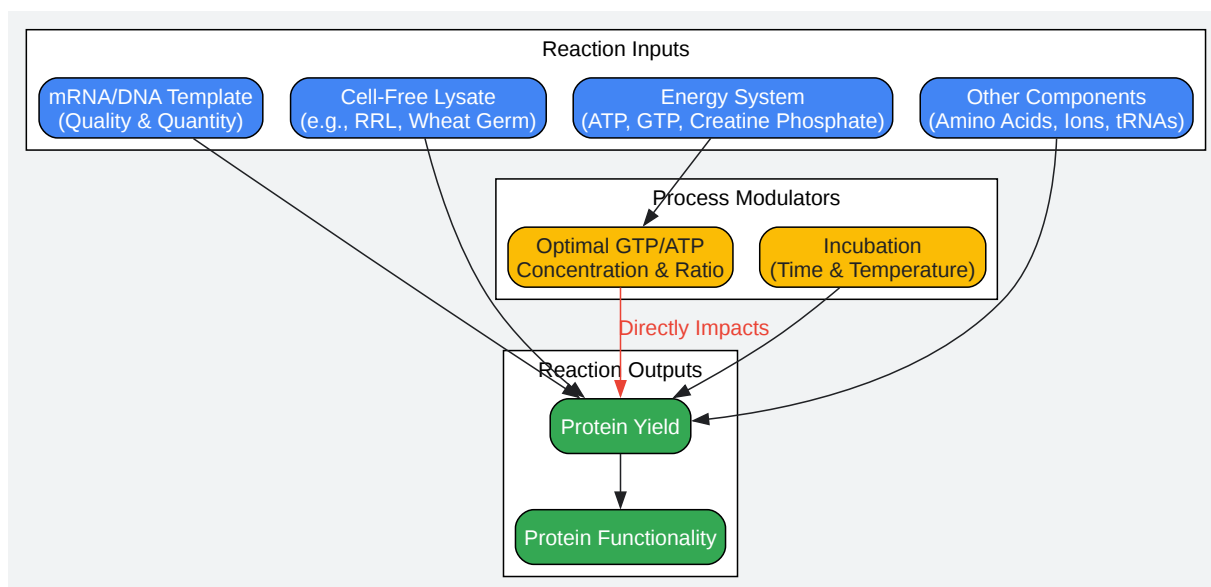 Reaction Inputs
mRNA/DNA Template
(Quality & Quantity)
Cell-Free Lysate
(e.g., RRL, Wheat Germ)
Energy System
(ATP, GTP, Creatine Phosphate)
Other Components
(Amino Acids, Ions, tRNAs)
Process Modulators
Optimal GTP/ATP
Concentration & Ratio
Incubation
(Time & Temperature)
Directly Impacts
Reaction Outputs
Protein Yield
Protein Functionality